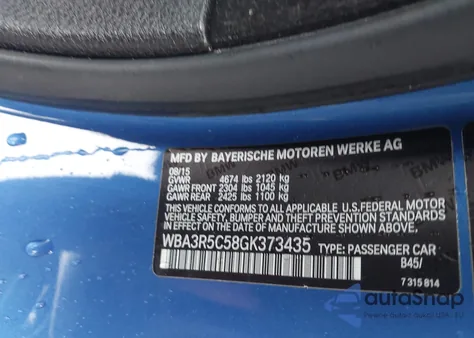 MFD BY BAYERISCHE MOTOREN WERKE AG
08/15
GVWR 4674 lbs 2120 kg
GAWR FRONT 2304 lbs 1045 kg
GAWR REAR 2425 lbs 1100 kg
THIS VEHICLE CONFORMS TO ALL APPLICABLE U.S.FEDERAL MOTOR
VEHICLE SAFETY, BUMPER, AND THEFT PREVENTION STANDARDS
IN EFFECT ON THE DATE OF MANUFACTURE SHOWN ABOVE.
WBA3R5C58GK373435 TYPE: PASSENGER CAR
B45/
7 315 814
autoSnap